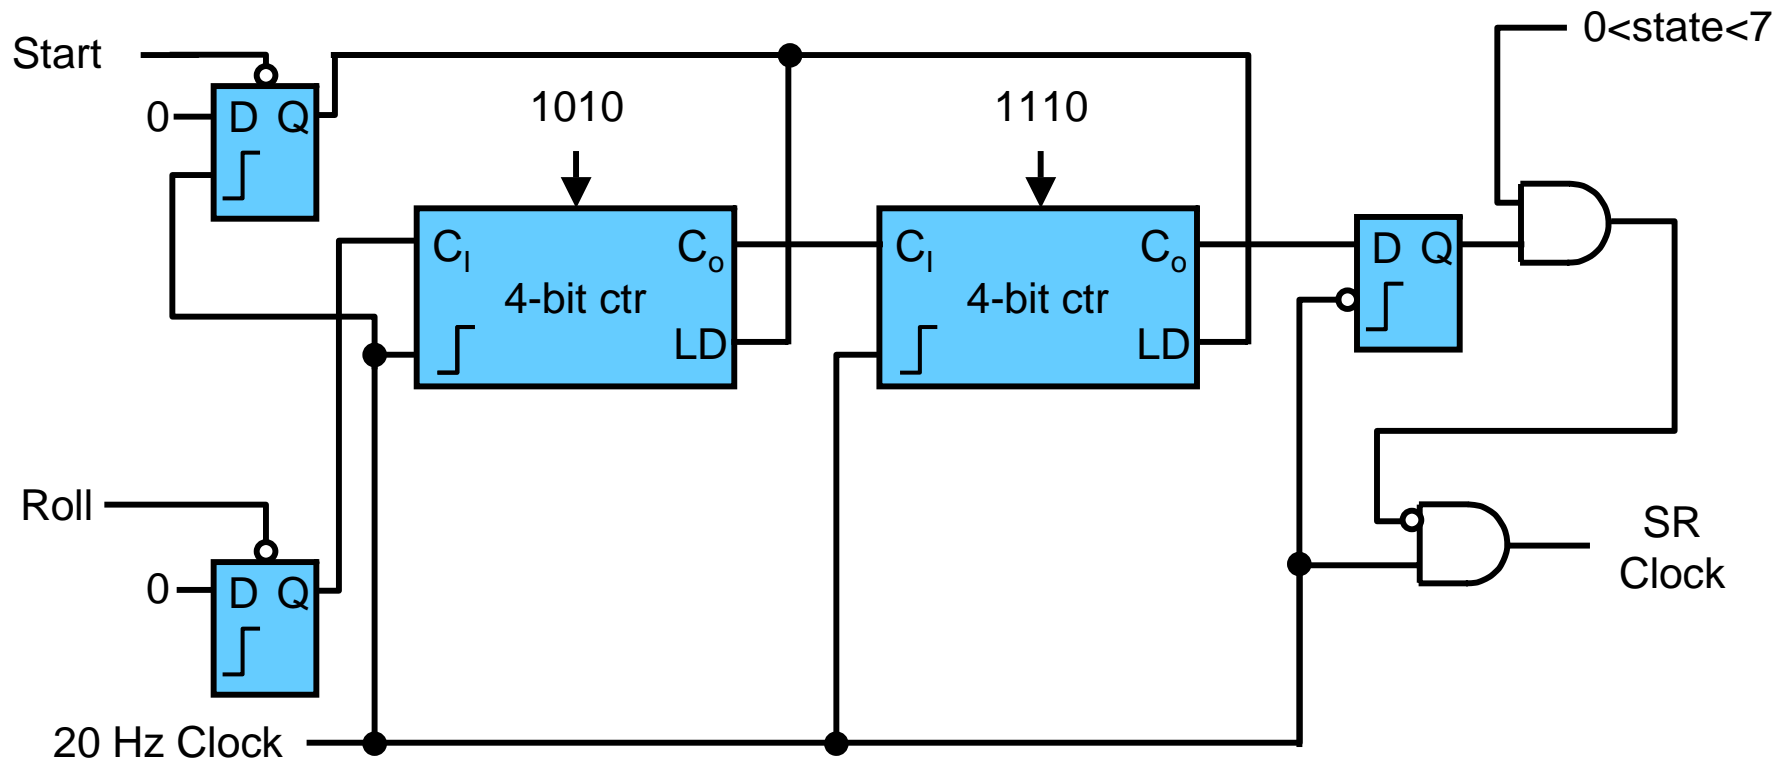 Start
0<state<7
0
D Q
1010
1110
C_I C_o
4-bit ctr
LD
C_I C_o
4-bit ctr
LD
D Q
Roll
0
D Q
SR
Clock
20 Hz Clock